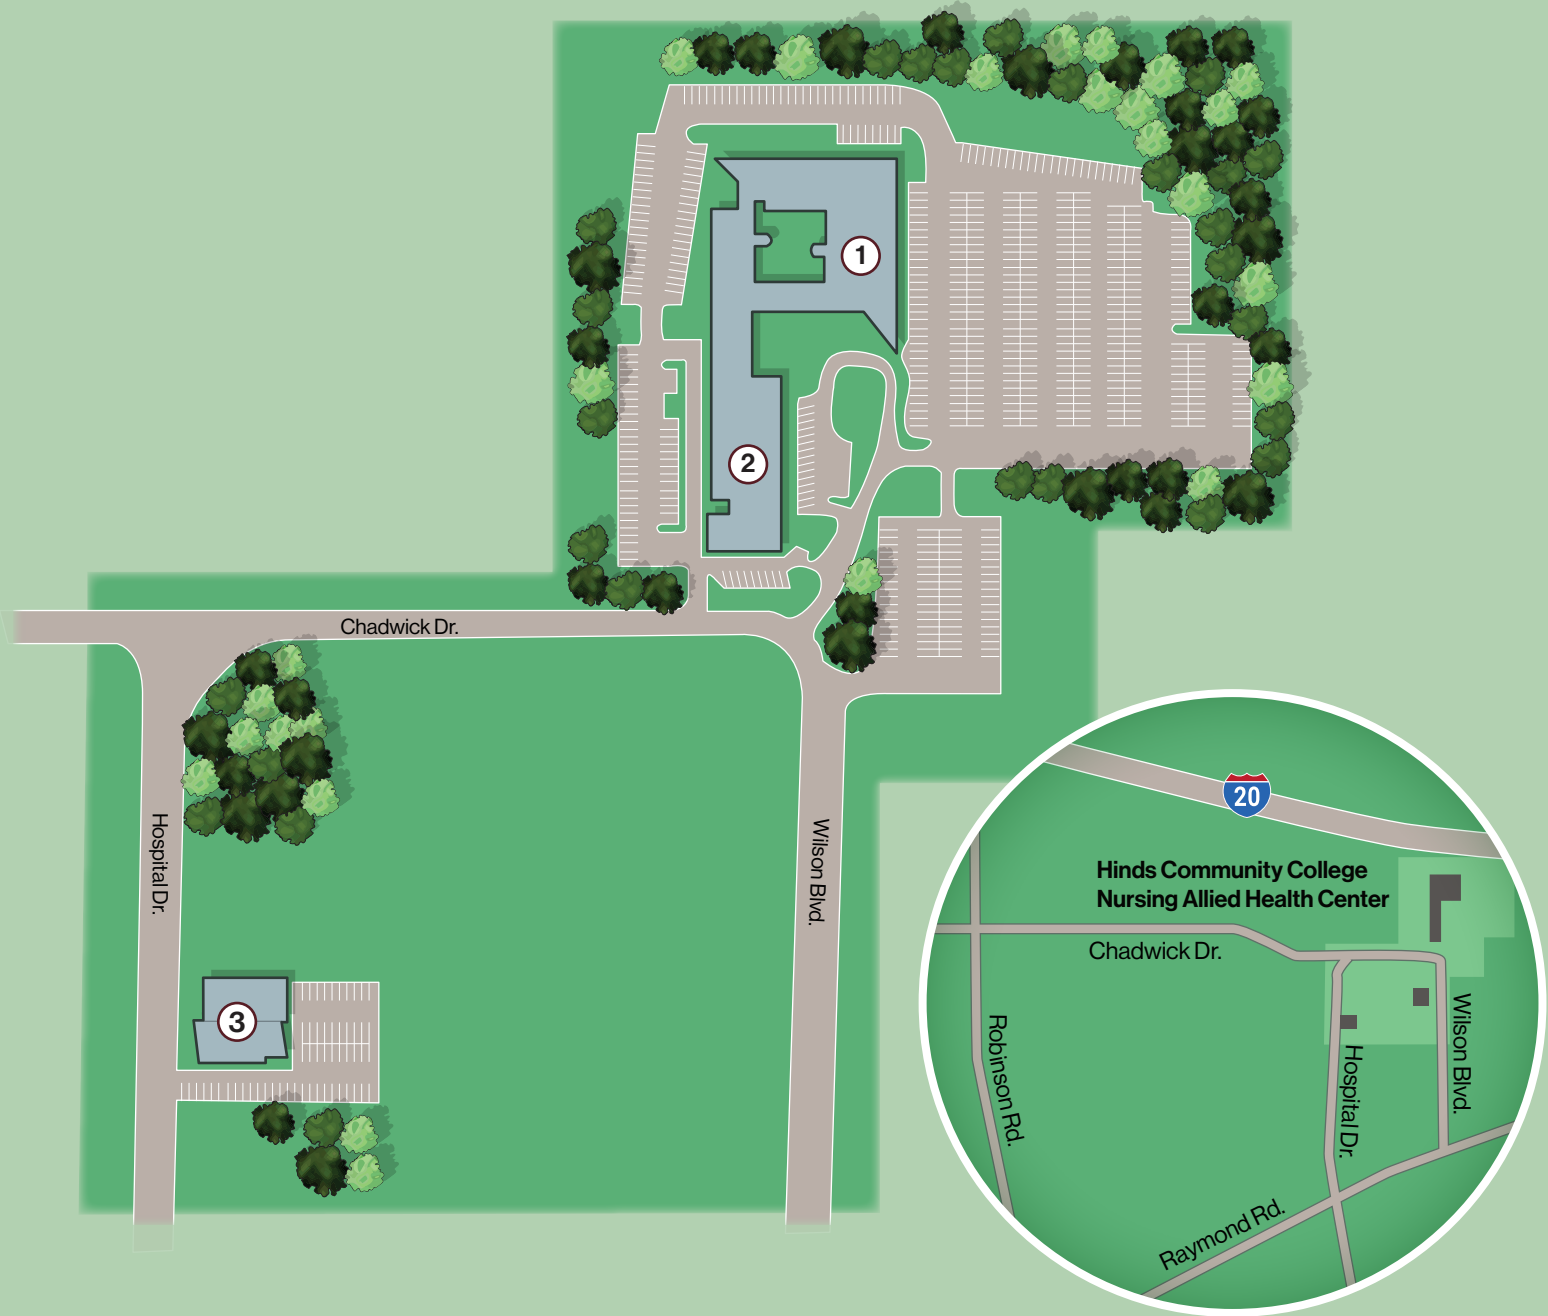 1
2
Chadwick Dr.
Hospital Dr.
Wilson Blvd.
3
20
Hinds Community College
Nursing Allied Health Center
Chadwick Dr.
Robinson Rd.
Hospital Dr.
Wilson Blvd.
Raymond Rd.